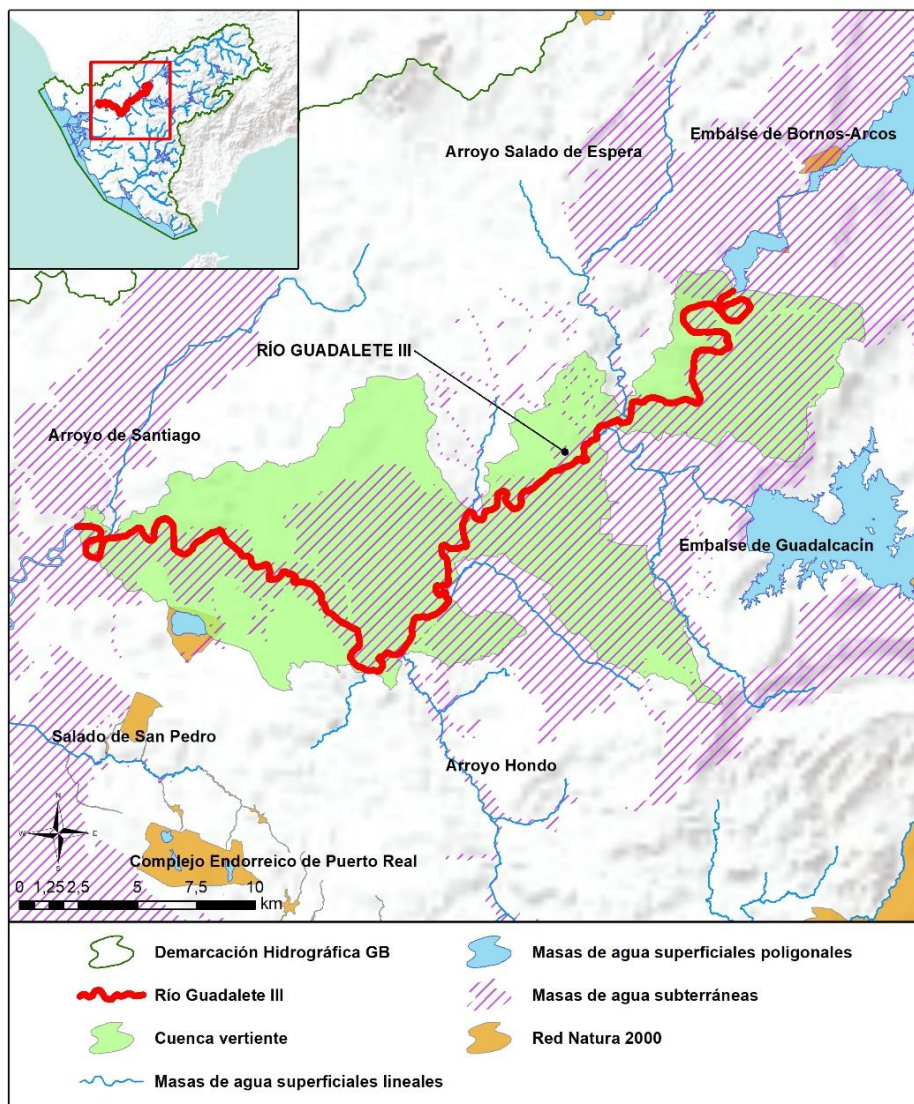 Embalse de Bornos-Arcos
Arroyo Salado de Espera
RÍO GUADALETE III
Arroyo de Santiago
Embalse de Guadalcacín
Salado de San Pedro
Arroyo Hondo
N
W E
S
Complejo Endorreico de Puerto Real
0 1,25 2,5 5 7,5 10
km
Demarcación Hidrográfica GB
Masas de agua superficiales poligonales
Río Guadalete III
Masas de agua subterráneas
Cuenca vertiente
Red Natura 2000
Masas de agua superficiales lineales